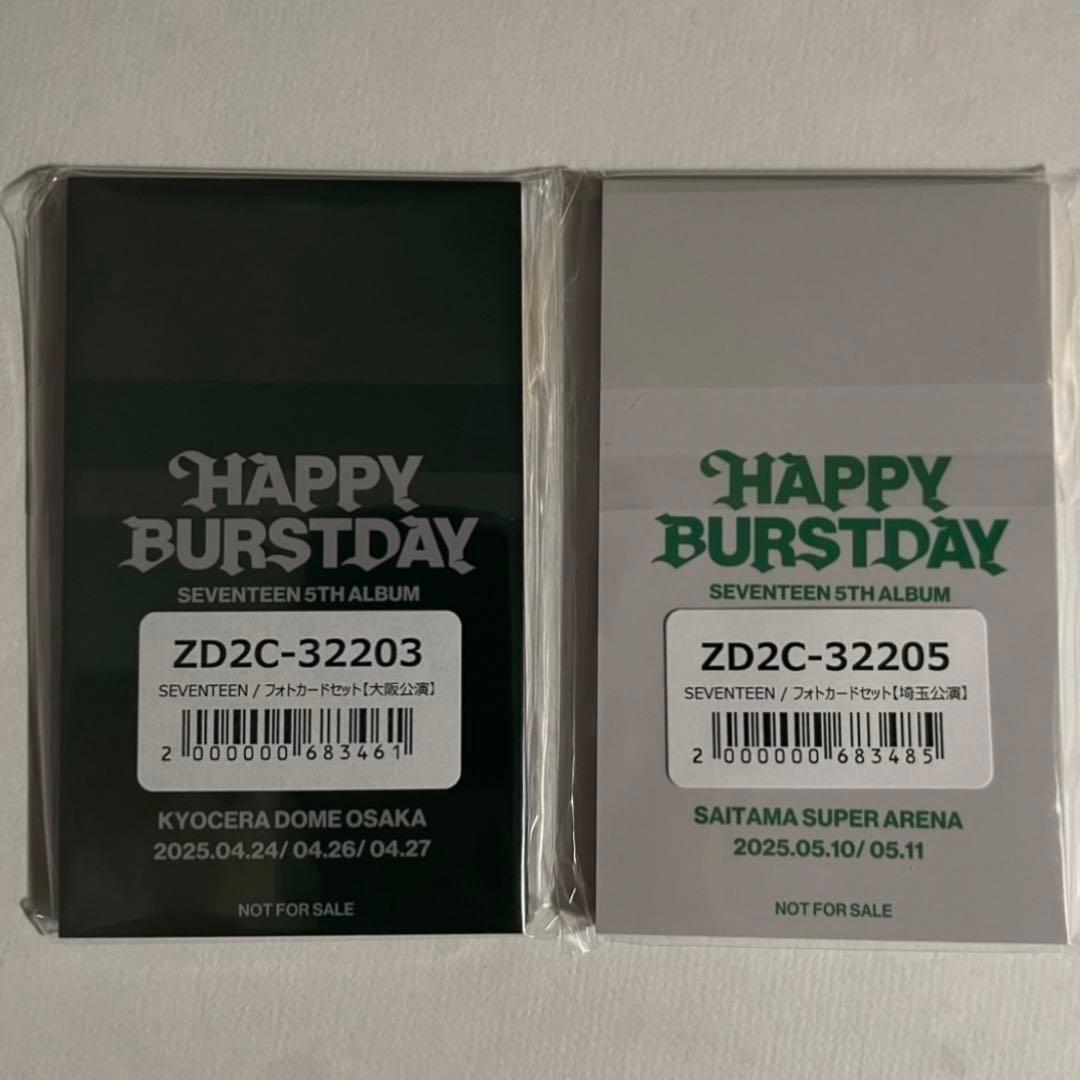 HAPPY
BURSTDAY
SEVENTEEN 5TH ALBUM
ZD2C-32203
SEVENTEEN / フォトカードセット【大阪公演】
2 000000 683461
KYOCERA DOME OSAKA
2025.04.24/ 04.26/ 04.27
NOT FOR SALE
HAPPY
BURSTDAY
SEVENTEEN 5TH ALBUM
ZD2C-32205
SEVENTEEN / フォトカードセット【埼玉公演】
2 000000 683485
SAITAMA SUPER ARENA
2025.05.10/ 05.11
NOT FOR SALE